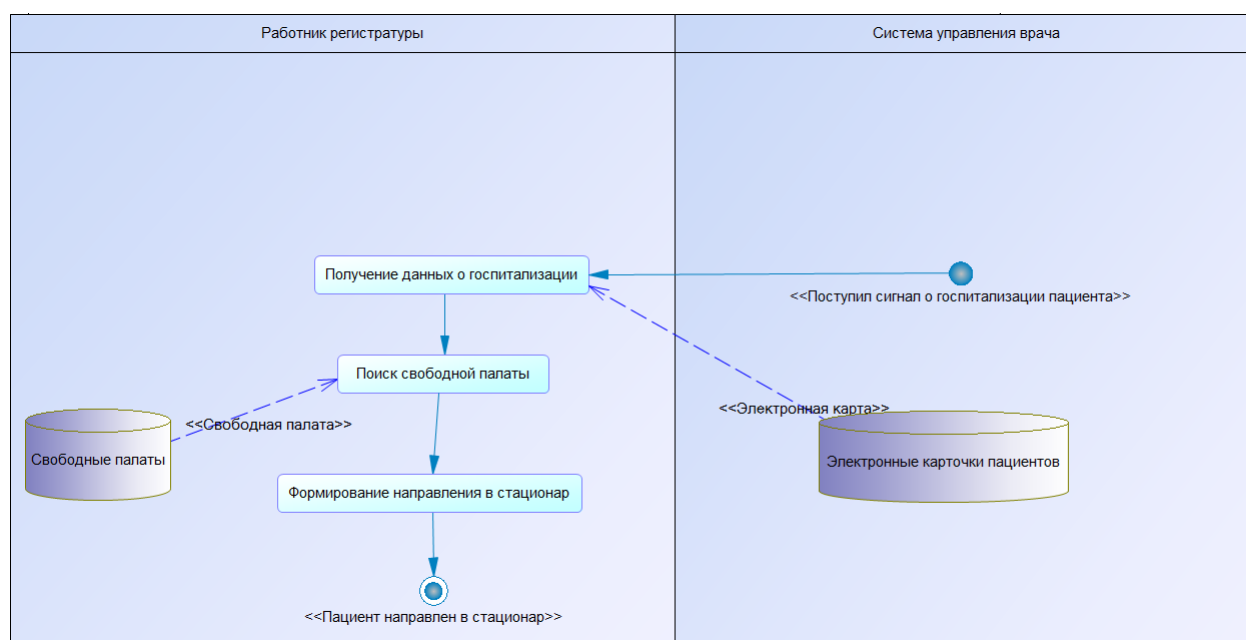 Работник регистратуры
Система управления врача
Получение данных о госпитализации
<<Поступил сигнал о госпитализации пациента>>
Поиск свободной палаты
<<Электронная карта>>
<<Свободная палата>>
Свободные палаты
Электронные карточки пациентов
Формирование направления в стационар
<<Пациент направлен в стационар>>